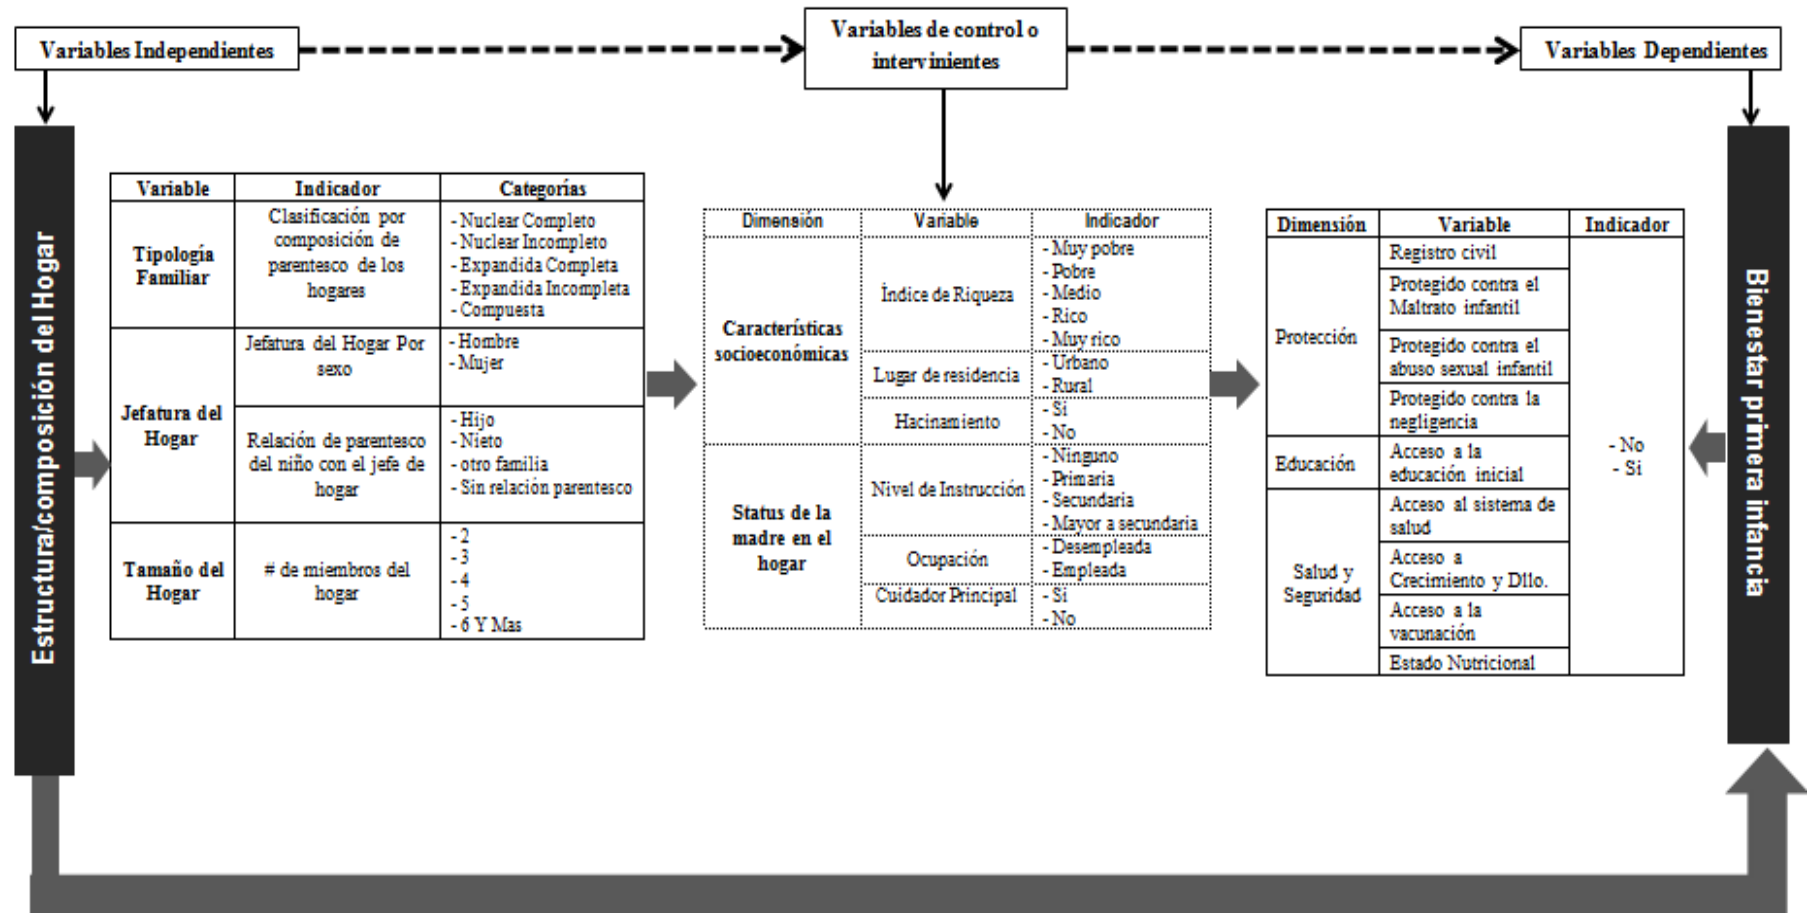 Variables Independientes
Variables de control o
intervinientes
Variables Dependientes
Estructura/composición del Hogar
Variable
Indicador
Categorías
Tipología
Familiar
Clasificación por
composición de
parentesco de los
hogares
- Nuclear Completo
- Nuclear Incompleto
- Expandida Completa
- Expandida Incompleta
- Compuesta
Jefatura del
Hogar
Jefatura del Hogar Por
sexo
- Hombre
- Mujer
Relación de parentesco
del niño con el jefe de
hogar
- Hijo
- Nieto
- otro familia
- Sin relación parentesco
Tamaño del
Hogar
# de miembros del
hogar
- 2
- 3
- 4
- 5
- 6 Y Mas
Dimensión
Variable
Indicador
Características
socioeconómicas
Índice de Riqueza
- Muy pobre
- Pobre
- Medio
- Rico
- Muy rico
Lugar de residencia
- Urbano
- Rural
Hacinamiento
- Si
- No
Status de la
madre en el
hogar
Nivel de Instrucción
- Ninguno
- Primaria
- Secundaria
- Mayor a secundaria
Ocupación
- Desempleada
- Empleada
Cuidador Principal
- Si
- No
Dimensión
Variable
Indicador
Protección
Registro civil
Protegido contra el
Maltrato infantil
Protegido contra el
abuso sexual infantil
Protegido contra la
negligencia
Educación
Acceso a la
educación inicial
Salud y
Seguridad
Acceso al sistema de
salud
Acceso a
Crecimiento y Dllo.
Acceso a la
vacunación
Estado Nutricional
- No
- Si
Bienestar primera infancia